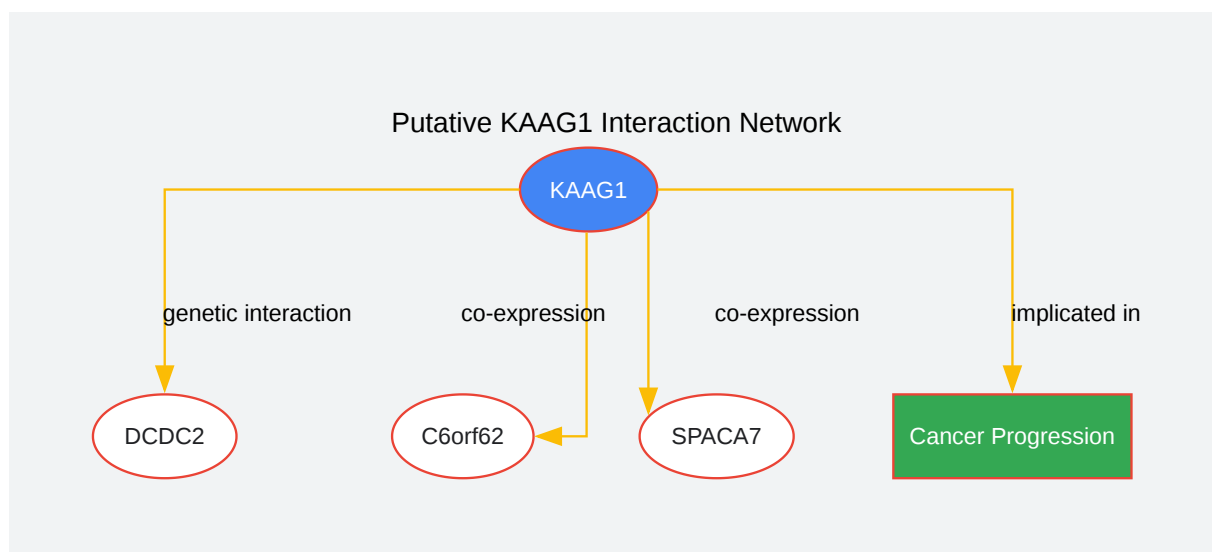 Putative KAAG1 Interaction Network
KAAG1
genetic interaction
co-expression
co-expression
implicated in
DCDC2
C6orf62
SPACA7
Cancer Progression